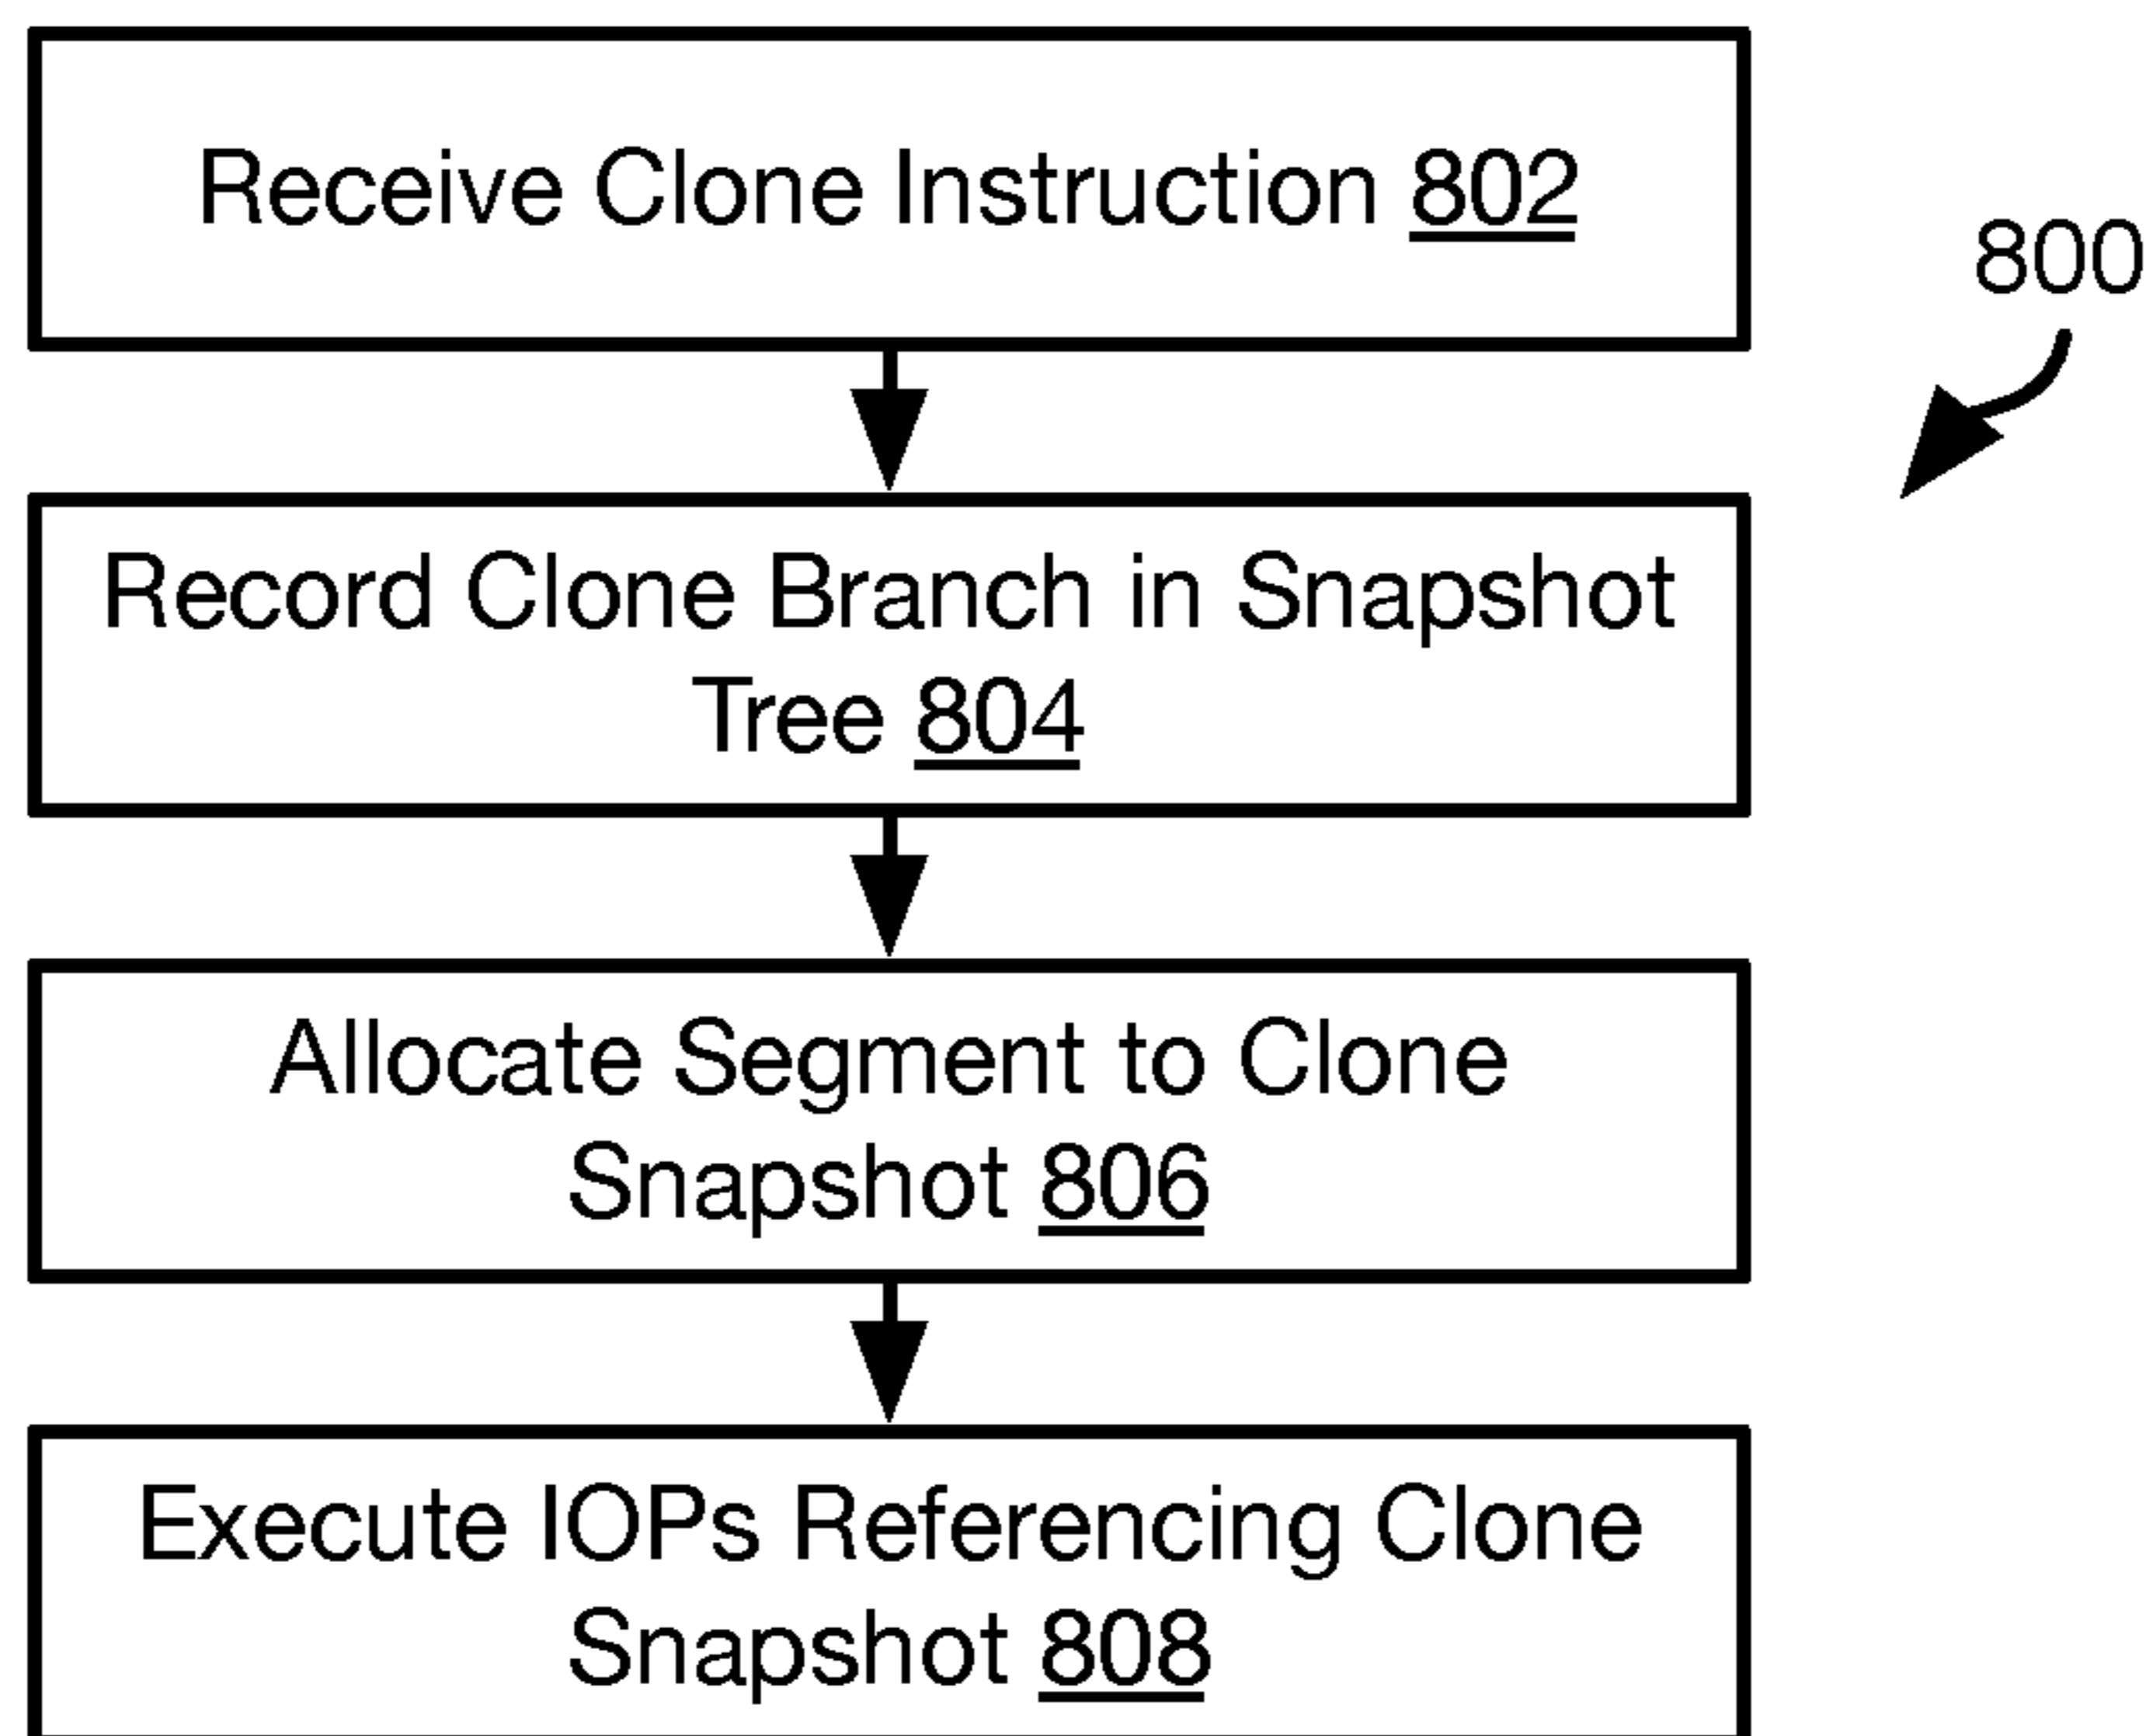 Receive Clone Instruction 802
800
Record Clone Branch in Snapshot
Tree 804
Allocate Segment to Clone
Snapshot 806
Execute IOPs Referencing Clone
Snapshot 808